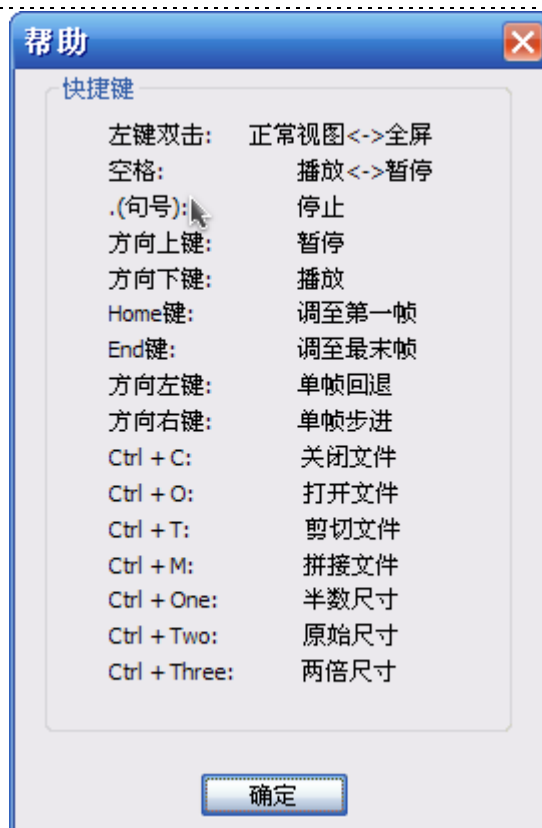 帮助
快捷键
左键双击: 正常视图<->全屏
空格: 播放<->暂停
.(句号): 停止
方向上键: 暂停
方向下键: 播放
Home键: 调至第一帧
End键: 调至最末帧
方向左键: 单帧回退
方向右键: 单帧步进
Ctrl + C: 关闭文件
Ctrl + O: 打开文件
Ctrl + T: 剪切文件
Ctrl + M: 拼接文件
Ctrl + One: 半数尺寸
Ctrl + Two: 原始尺寸
Ctrl + Three: 两倍尺寸
确定